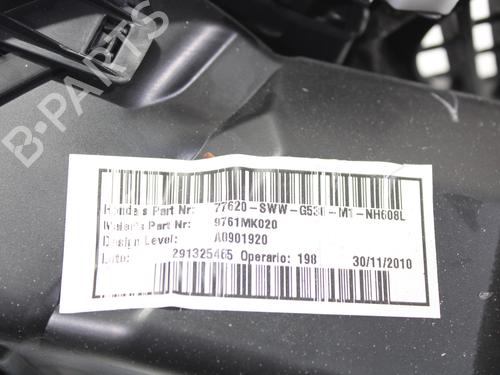 B-PARTS
Honda's Part Nr: 77620-SWW-G530-M1-NH608L
Maier's Part Nr: 9761MK020
Design Level: A0901920
Lote: 291325465 Operario: 198 30/11/2010